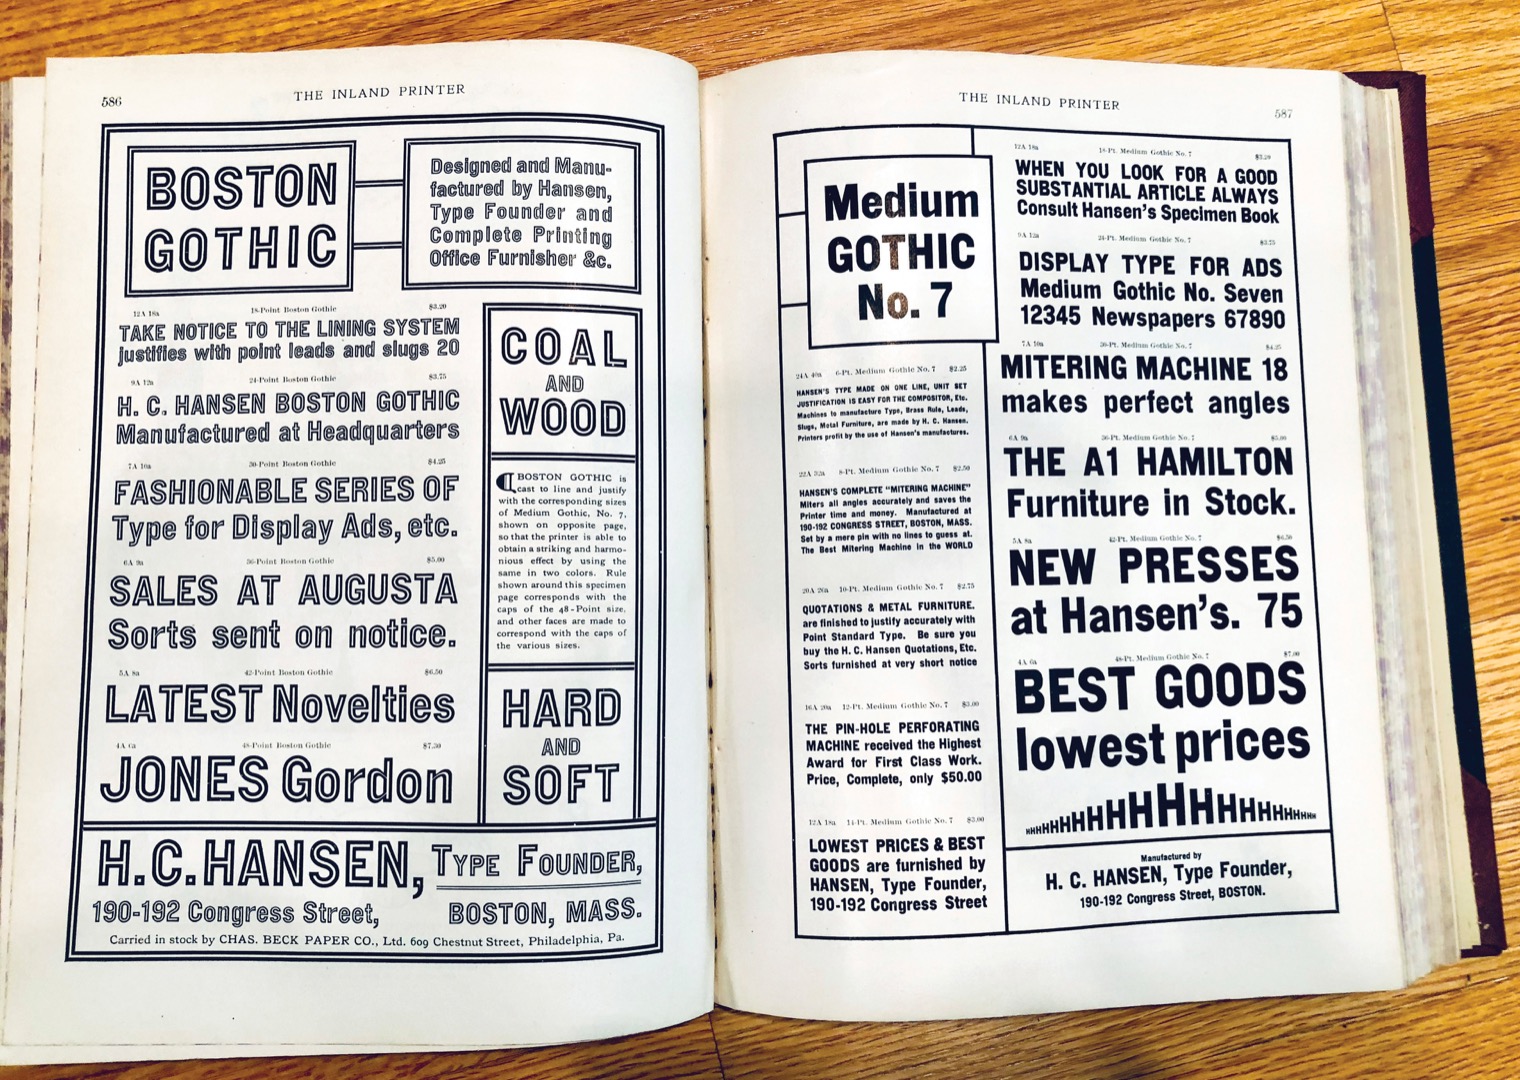 586
THE INLAND PRINTER
BOSTON
GOTHIC
Designed and Manu-
factured by Hansen,
Type Founder and
Complete Printing
Office Furnisher &c.
12A 18a 18-Point Boston Gothic $3.20
TAKE NOTICE TO THE LINING SYSTEM
justifies with point leads and slugs 20
9A 12a 24-Point Boston Gothic $3.75
H. C. HANSEN BOSTON GOTHIC
Manufactured at Headquarters
7A 10a 30-Point Boston Gothic $4.25
FASHIONABLE SERIES OF
Type for Display Ads, etc.
6A 9a 36-Point Boston Gothic $5.00
SALES AT AUGUSTA
Sorts sent on notice.
5A 8a 42-Point Boston Gothic $6.50
LATEST Novelties
4A 6a 48-Point Boston Gothic $7.50
JONES Gordon
COAL
AND
WOOD
BOSTON GOTHIC is
cast to line and justify
with the corresponding sizes
of Medium Gothic, No. 7,
shown on opposite page,
so that the printer is able to
obtain a striking and harmo-
nious effect by using the
same in two colors. Rule
shown around this specimen
page corresponds with the
caps of the 48-Point size,
and other faces are made to
correspond with the caps of
the various sizes.
HARD
AND
SOFT
H.C.HANSEN, TYPE FOUNDER,
190-192 Congress Street, BOSTON, MASS.
Carried in stock by CHAS. BECK PAPER CO., Ltd. 609 Chestnut Street, Philadelphia, Pa.
THE INLAND PRINTER
587
Medium
GOTHIC
No. 7
24A 40a 6-Pt. Medium Gothic No. 7 $2.25
HANSEN'S TYPE MADE ON ONE LINE, UNIT SET
JUSTIFICATION IS EASY FOR THE COMPOSITOR, Etc.
Machines to manufacture Type, Brass Rule, Leads,
Slugs, Metal Furniture, are made by H. C. Hansen.
Printers profit by the use of Hansen's manufactures.
22A 32a 8-Pt. Medium Gothic No. 7 $2.50
HANSEN'S COMPLETE "MITERING MACHINE"
Miters all angles accurately and saves the
Printer time and money. Manufactured at
190-192 CONGRESS STREET, BOSTON, MASS.
Set by a mere pin with no lines to guess at.
The Best Mitering Machine in the WORLD
20A 26a 10-Pt. Medium Gothic No. 7 $2.75
QUOTATIONS & METAL FURNITURE.
are finished to justify accurately with
Point Standard Type. Be sure you
buy the H. C. Hansen Quotations, Etc.
Sorts furnished at very short notice
16A 20a 12-Pt. Medium Gothic No. 7 $3.00
THE PIN-HOLE PERFORATING
MACHINE received the Highest
Award for First Class Work.
Price, Complete, only $50.00
12A 18a 14-Pt. Medium Gothic No. 7 $3.00
LOWEST PRICES & BEST
GOODS are furnished by
HANSEN, Type Founder,
190-192 Congress Street
12A 18a 18-Pt. Medium Gothic No. 7 $3.20
WHEN YOU LOOK FOR A GOOD
SUBSTANTIAL ARTICLE ALWAYS
Consult Hansen's Specimen Book
9A 12a 24-Pt. Medium Gothic No. 7 $3.75
DISPLAY TYPE FOR ADS
Medium Gothic No. Seven
12345 Newspapers 67890
7A 10a 30-Pt. Medium Gothic No. 7 $4.25
MITERING MACHINE 18
makes perfect angles
6A 9a 36-Pt. Medium Gothic No. 7 $5.00
THE A1 HAMILTON
Furniture in Stock.
5A 8a 42-Pt. Medium Gothic No. 7 $6.50
NEW PRESSES
at Hansen's. 75
4A 6a 48-Pt. Medium Gothic No. 7 $7.00
BEST GOODS
lowest prices
HHHHHHHHHHHHHHHHHHHHH
Manufactured by
H. C. HANSEN, Type Founder,
190-192 Congress Street, BOSTON.